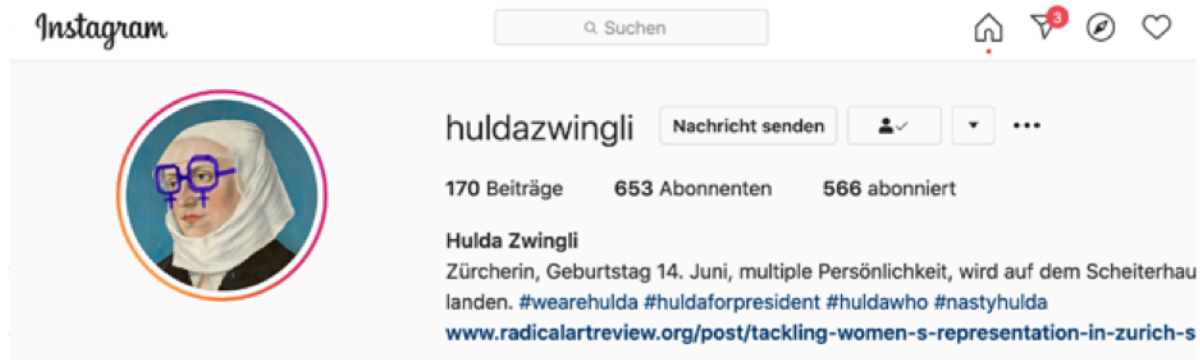 Instagram
Suchen
3
huldazwingli
Nachricht senden
170 Beiträge 653 Abonnenten 566 abonniert
Hulda Zwingli
Zürcherin, Geburtstag 14. Juni, multiple Persönlichkeit, wird auf dem Scheiterhau
landen. #wearehulda #huldaforpresident #huldawho #nastyhulda
www.radicalartreview.org/post/tackling-women-s-representation-in-zurich-s